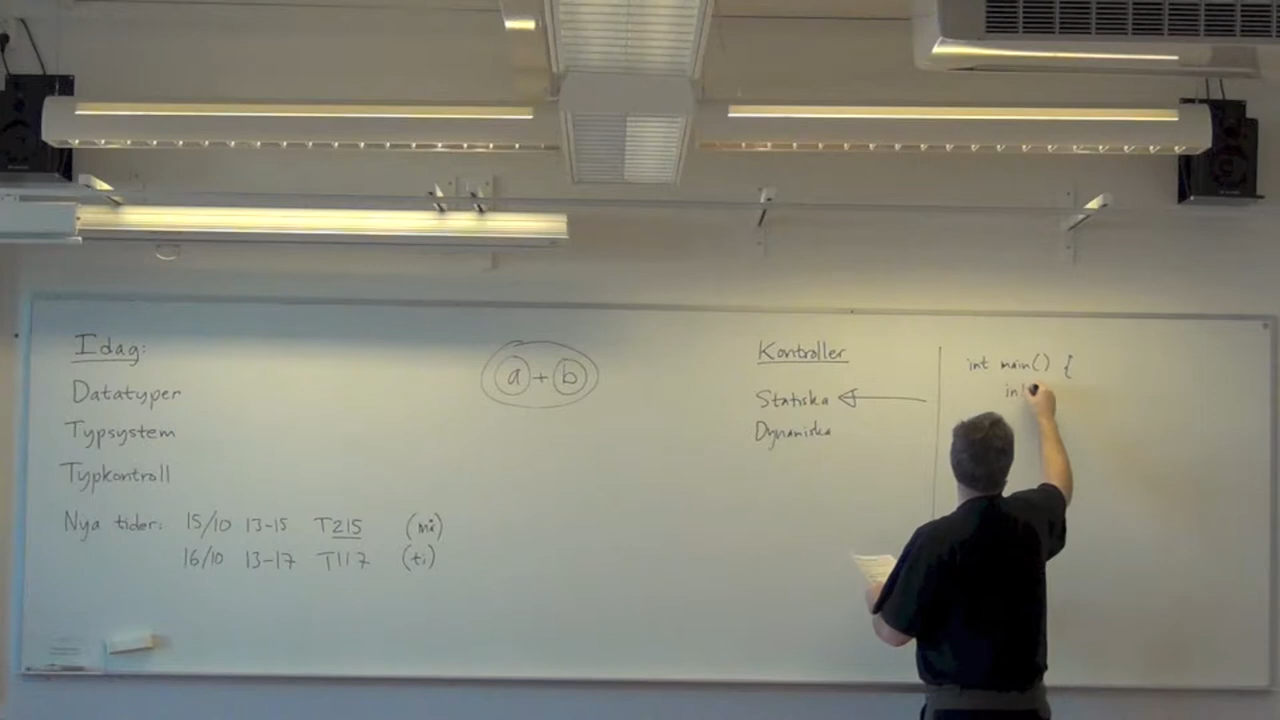 Idag:
Datatyper
Typsystem
Typkontroll
Nya tider: 15/10 13-15 T215 (må)
16/10 13-17 T117 (ti)
a + b
Kontroller
Statiska
Dynamiska
int main() {
int